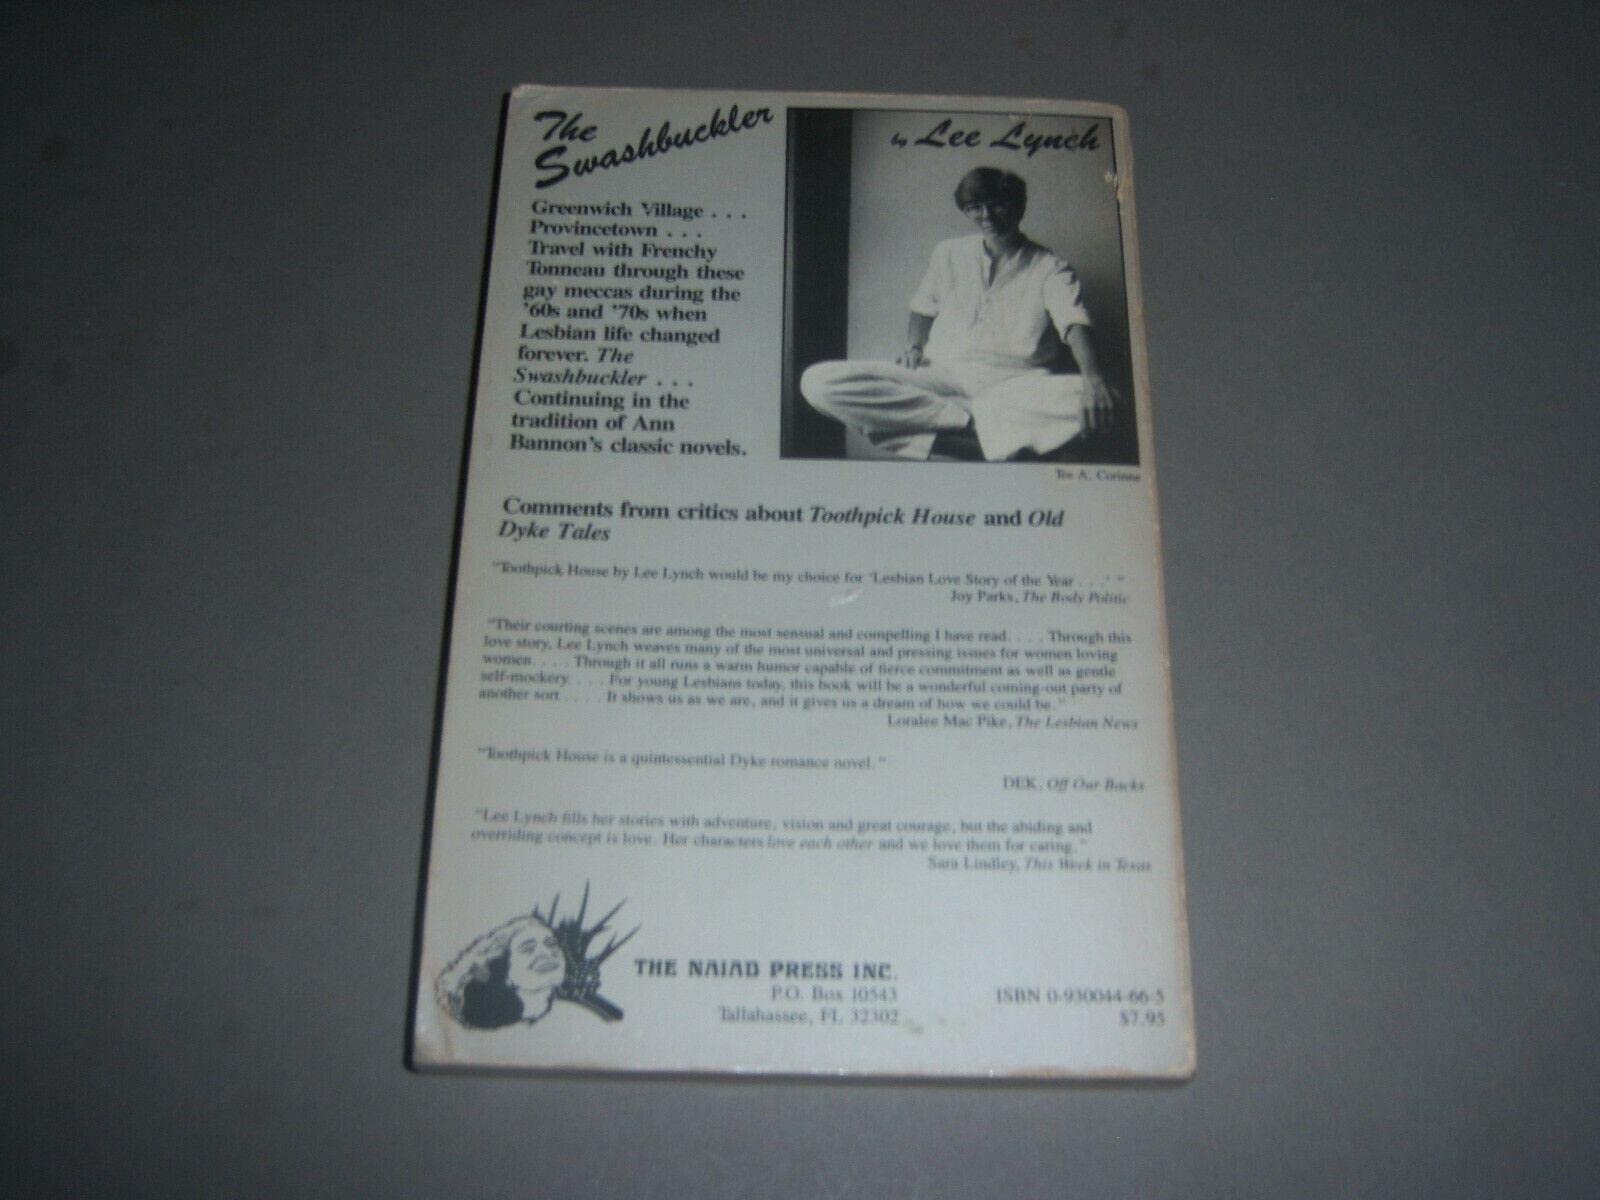 The
Swashbuckler
by Lee Lynch
Greenwich Village . . .
Provincetown . . .
Travel with Frenchy
Tonneau through these
gay meccas during the
'60s and '70s when
Lesbian life changed
forever. The
Swashbuckler . . .
Continuing in the
tradition of Ann
Bannon's classic novels.
Tee A. Corinne
Comments from critics about Toothpick House and Old
Dyke Tales
"Toothpick House by Lee Lynch would be my choice for 'Lesbian Love Story of the Year . . .' "
Joy Parks, The Body Politic
"Their courting scenes are among the most sensual and compelling I have read. . . . Through this
love story, Lee Lynch weaves many of the most universal and pressing issues for women loving
women. . . . Through it all runs a warm humor capable of fierce commitment as well as gentle
self-mockery. . . . For young Lesbians today, this book will be a wonderful coming-out party of
another sort . . . . It shows us as we are, and it gives us a dream of how we could be."
Loralee Mac Pike, The Lesbian News
"Toothpick House is a quintessential Dyke romance novel."
DEK, Off Our Backs
"Lee Lynch fills her stories with adventure, vision and great courage, but the abiding and
overriding concept is love. Her characters love each other and we love them for caring."
Sara Lindley, This Week in Texas
THE NAIAD PRESS INC.
P.O. Box 10543
Tallahassee, FL 32302
ISBN 0-930044-66-5
$7.95